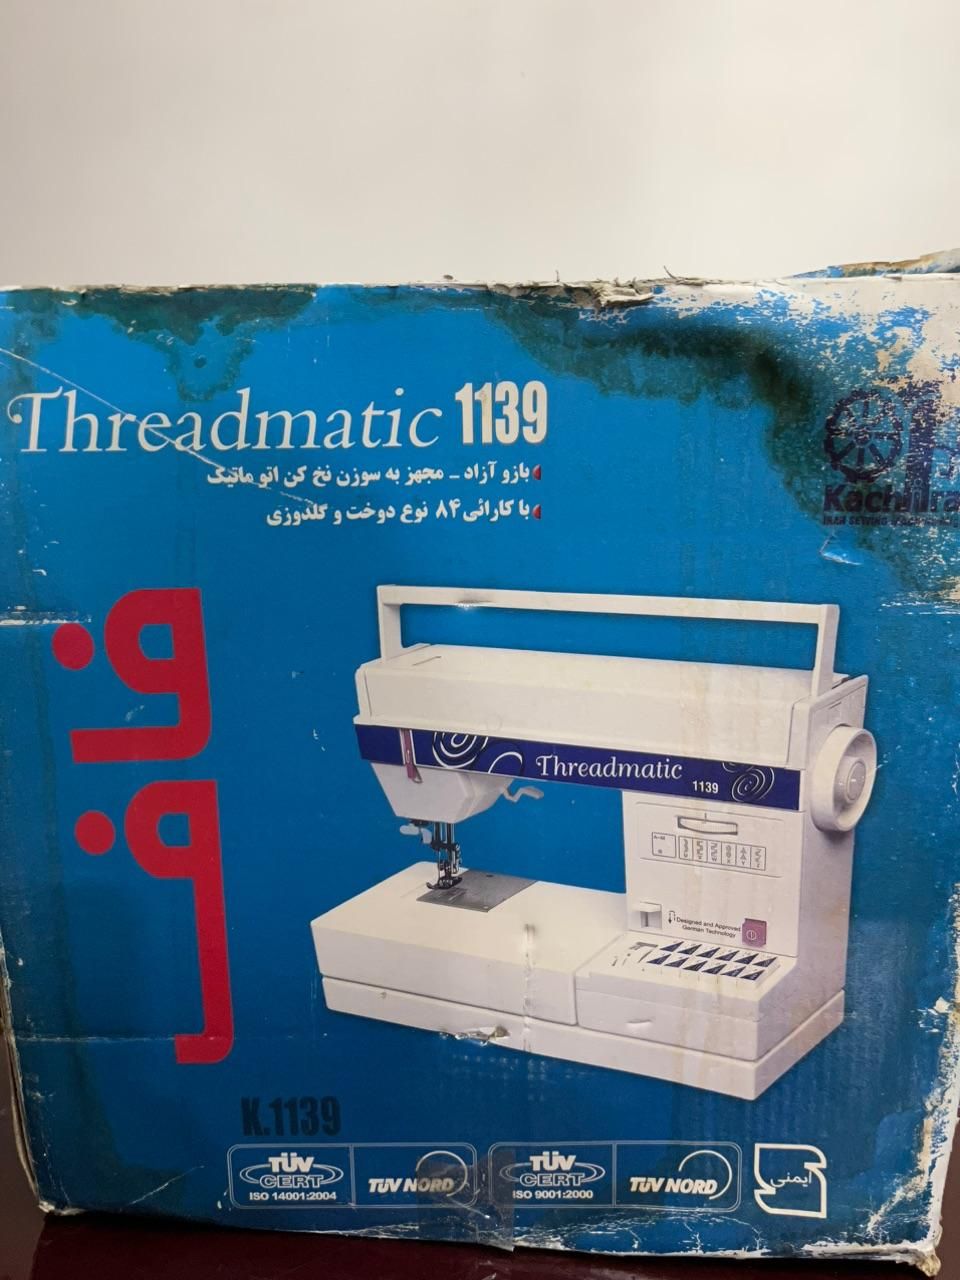 Threadmatic 1139
بازو آزاد - مجهز به سوزن نخ کن اتوماتیک
با کارائی ۸۴ نوع دوخت و گلدوزی
IRAN SEWING
فاف
Threadmatic
1139
A-M
Designed and Approved
German Technology
K.1139
TÜV
CERT
ISO 14001:2004
TÜV NORD
TÜV
CERT
ISO 9001:2000
TÜV NORD
ایمنی